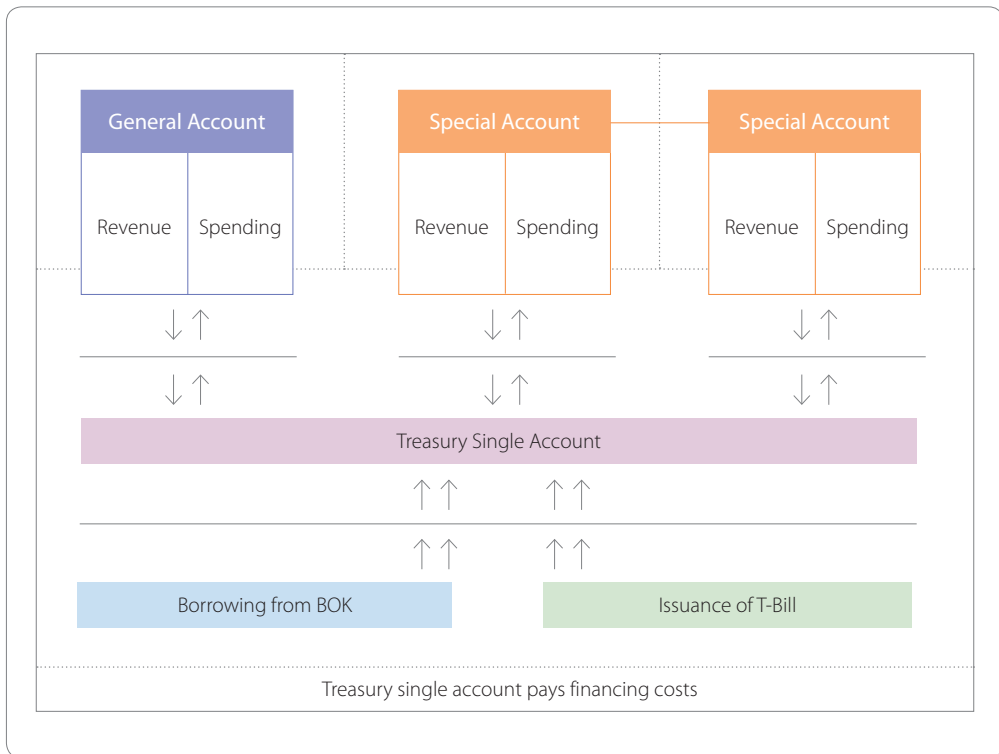 General Account
Special Account
Special Account
Revenue
Spending
Revenue
Spending
Revenue
Spending
Treasury Single Account
Borrowing from BOK
Issuance of T-Bill
Treasury single account pays financing costs